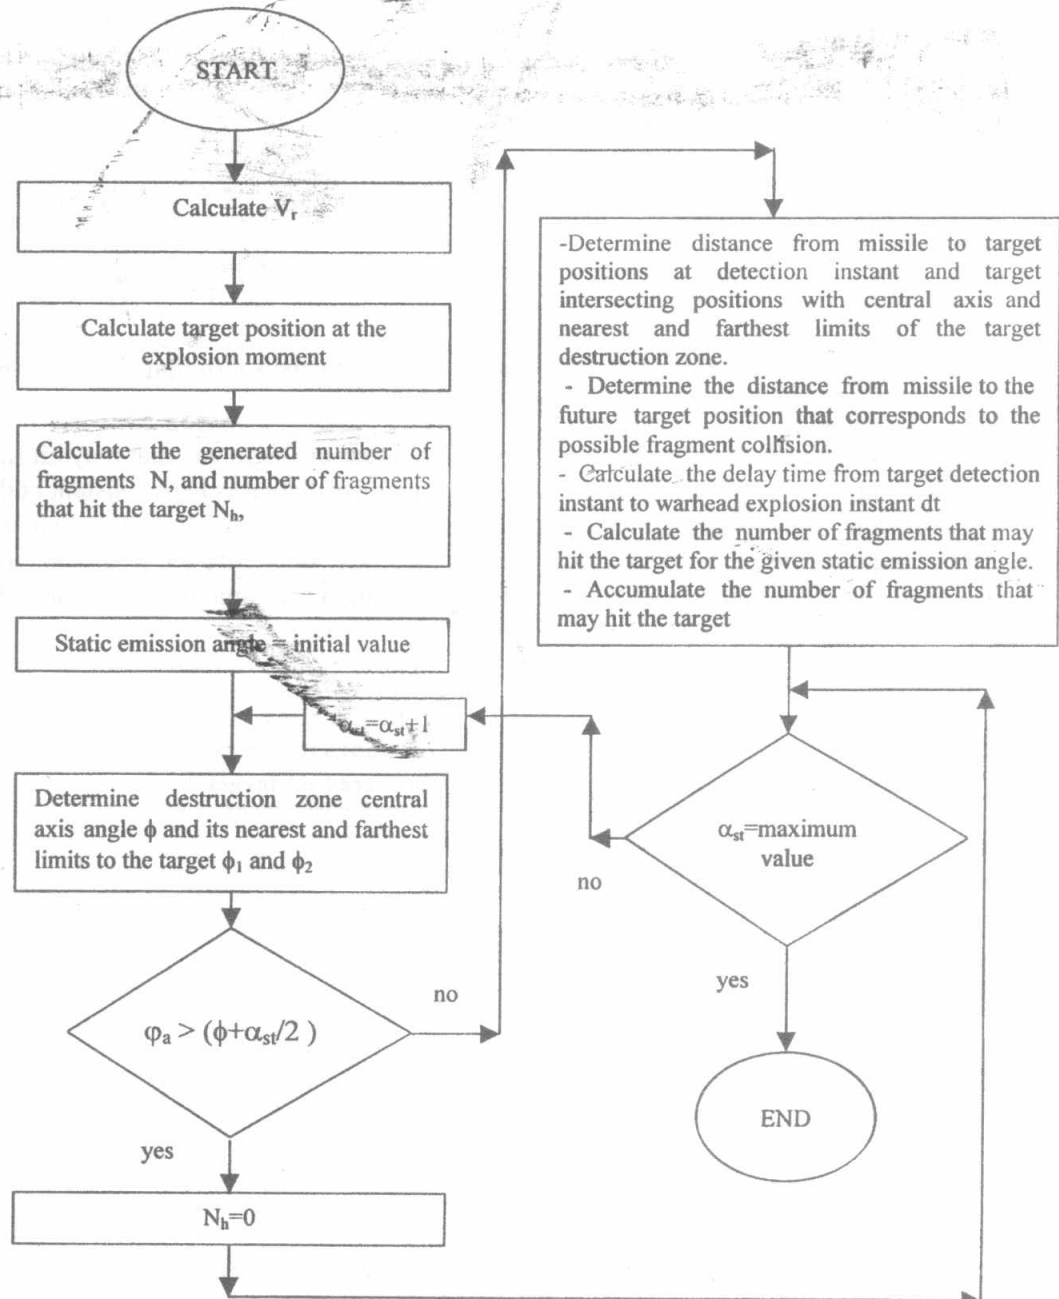 START
Calculate Vᵣ
Calculate target position at the
explosion moment
Calculate the generated number of
fragments N, and number of fragments
that hit the target Nₕ,
Static emission angle = initial value
αst=αst+1
Determine destruction zone central
axis angle ϕ and its nearest and farthest
limits to the target ϕ₁ and ϕ₂
φₐ > (ϕ+αst/2 )
no
yes
Nₕ=0
-Determine distance from missile to target
positions at detection instant and target
intersecting positions with central axis and
nearest and farthest limits of the target
destruction zone.
- Determine the distance from missile to the
future target position that corresponds to the
possible fragment collision.
- Calculate the delay time from target detection
instant to warhead explosion instant dt
- Calculate the number of fragments that may
hit the target for the given static emission angle.
- Accumulate the number of fragments that
may hit the target
αst=maximum
value
no
yes
END